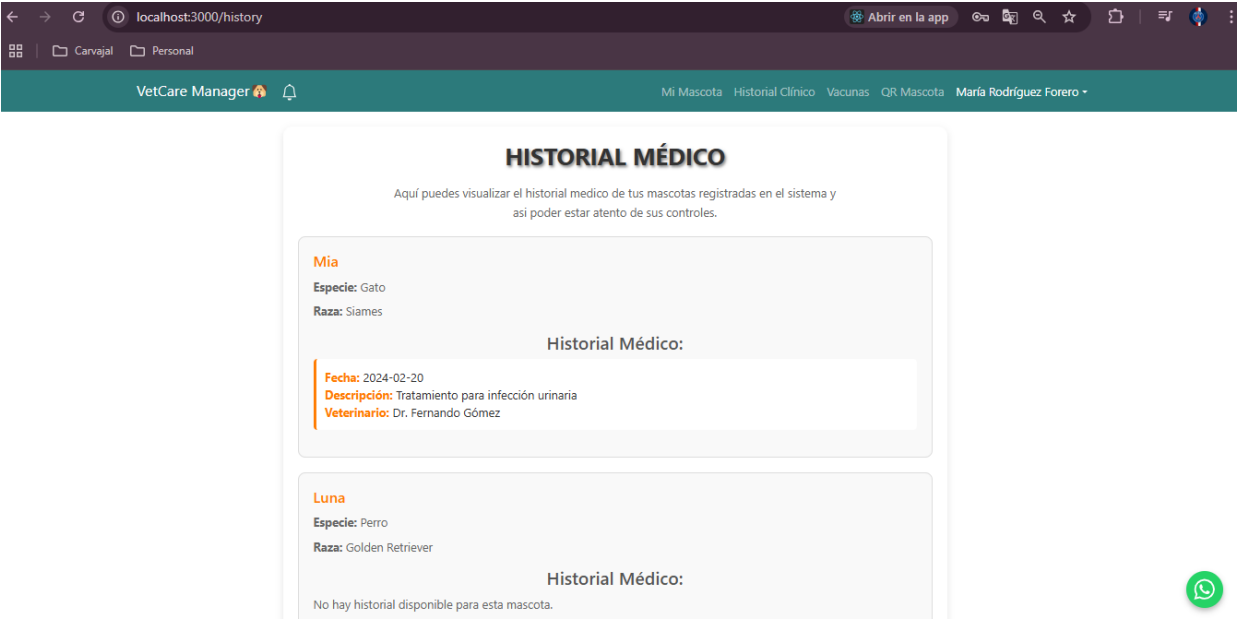 localhost:3000/history
Abrir en la app
Carvajal Personal
VetCare Manager
Mi Mascota Historial Clínico Vacunas QR Mascota María Rodríguez Forero
HISTORIAL MÉDICO
Aquí puedes visualizar el historial medico de tus mascotas registradas en el sistema y
asi poder estar atento de sus controles.
Mia
Especie: Gato
Raza: Siames
Historial Médico:
Fecha: 2024-02-20
Descripción: Tratamiento para infección urinaria
Veterinario: Dr. Fernando Gómez
Luna
Especie: Perro
Raza: Golden Retriever
Historial Médico:
No hay historial disponible para esta mascota.